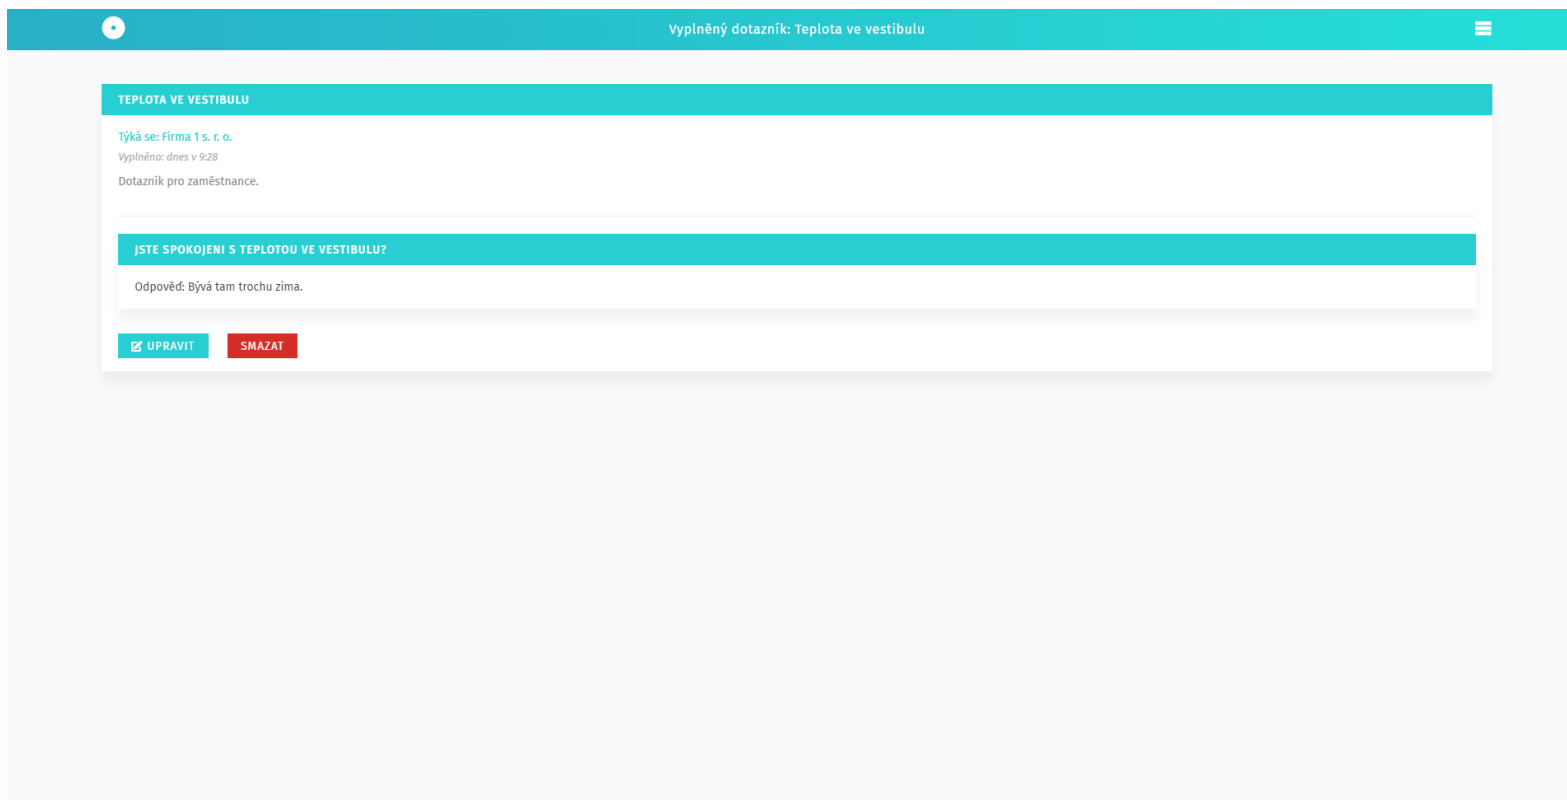 Vyplněný dotazník: Teplota ve vestibulu
TEPLOTA VE VESTIBULU
Týká se: Firma 1 s. r. o.
Vyplněno: dnes v 9:28
Dotazník pro zaměstnance.
JSTE SPOKOJENI S TEPLOTOU VE VESTIBULU?
Odpověď: Bývá tam trochu zima.
UPRAVIT SMAZAT